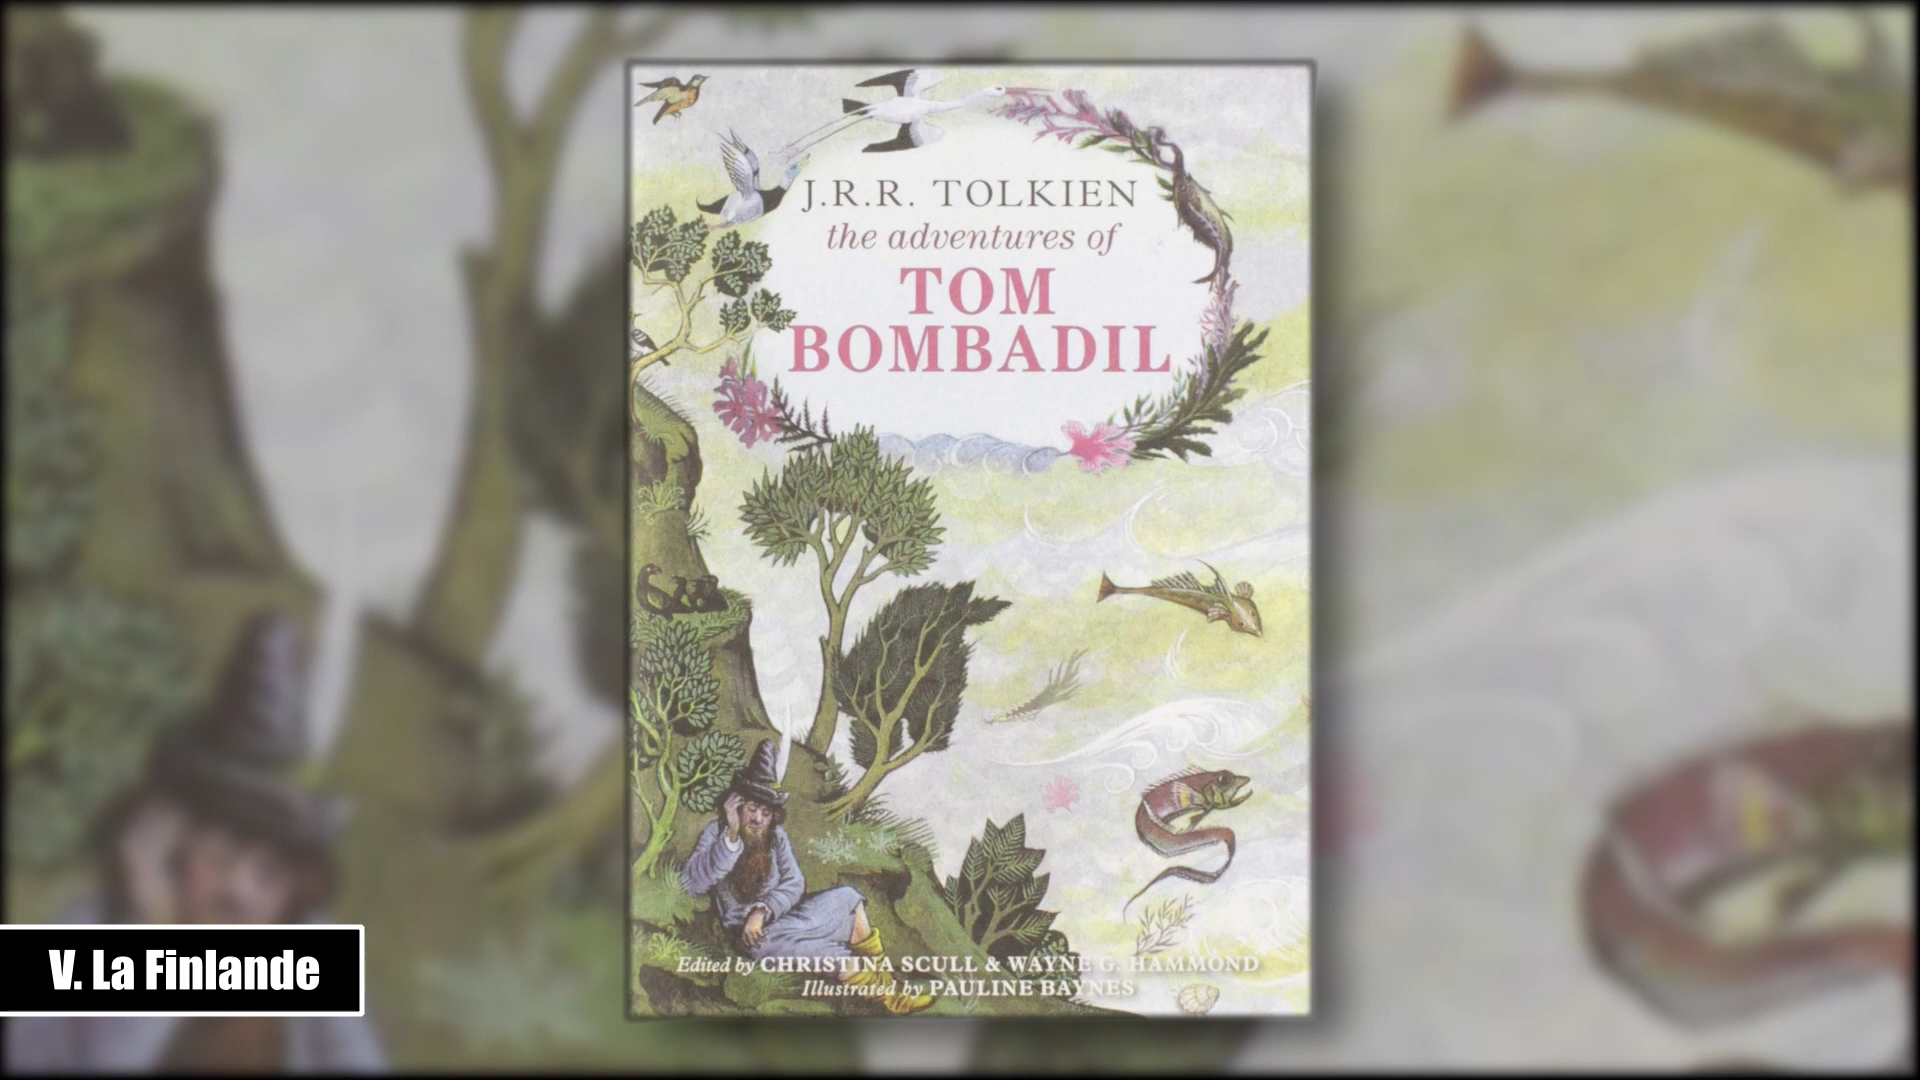 J.R.R. TOLKIEN
the adventures of
TOM
BOMBADIL
Edited by CHRISTINA SCULL & WAYNE G. HAMMOND
Illustrated by PAULINE BAYNES
V. La Finlande